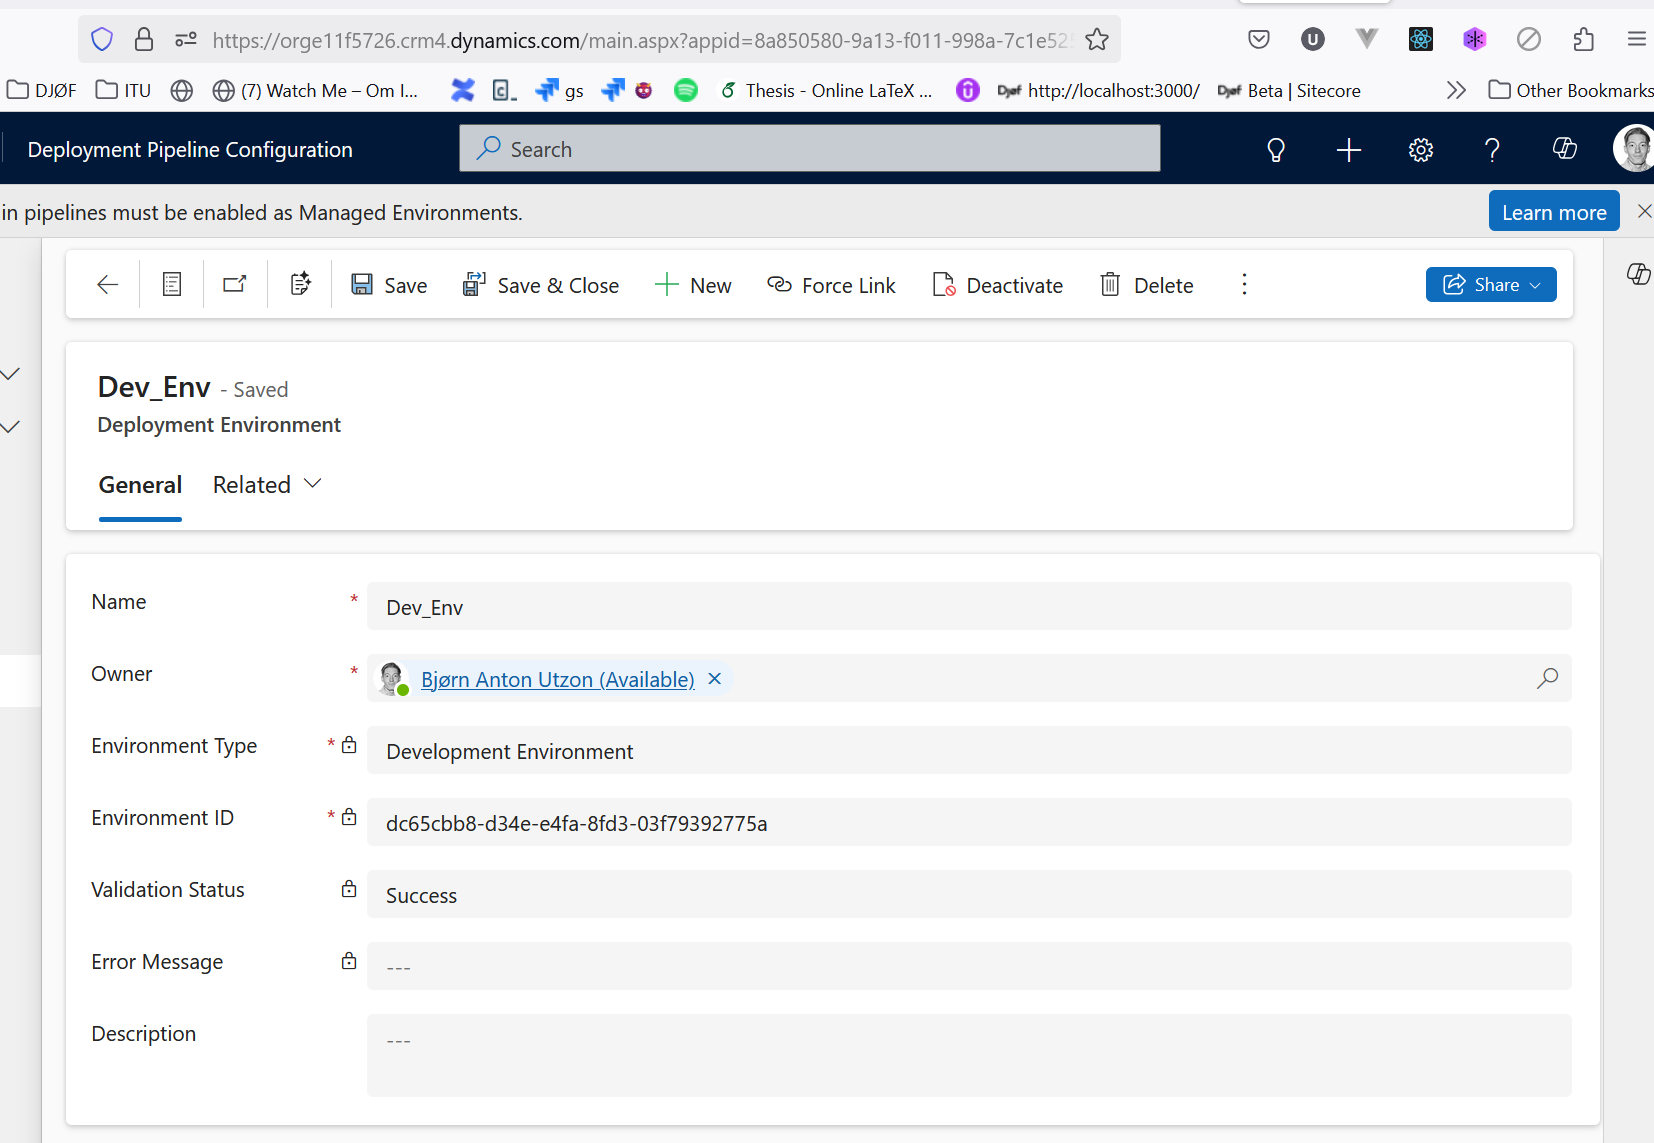 https://orge11f5726.crm4.dynamics.com/main.aspx?appid=8a850580-9a13-f011-998a-7c1e525
U
DJØF ITU (7) Watch Me – Om I... C_ gs Thesis - Online LaTeX ... Djøf http://localhost:3000/ Djøf Beta | Sitecore Other Bookmarks
Deployment Pipeline Configuration Search
in pipelines must be enabled as Managed Environments. Learn more
Save Save & Close New Force Link Deactivate Delete Share
Dev_Env - Saved
Deployment Environment
General Related
Name * Dev_Env
Owner * Bjørn Anton Utzon (Available)
Environment Type * Development Environment
Environment ID * dc65cbb8-d34e-e4fa-8fd3-03f79392775a
Validation Status Success
Error Message ---
Description ---